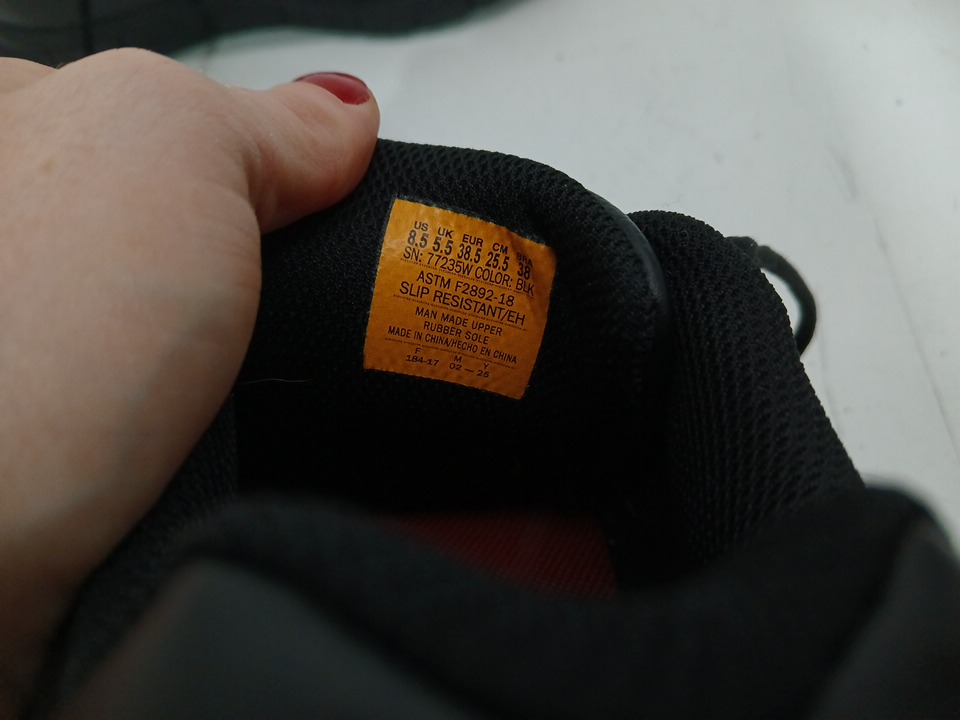 US UK EUR CM BRA
8.5 5.5 38.5 25.5 38
SN: 77235W COLOR: BLK
ASTM F2892-18
SLIP RESISTANT/EH
MAN MADE UPPER
RUBBER SOLE
MADE IN CHINA/HECHO EN CHINA
F M Y
184-17 02 — 25